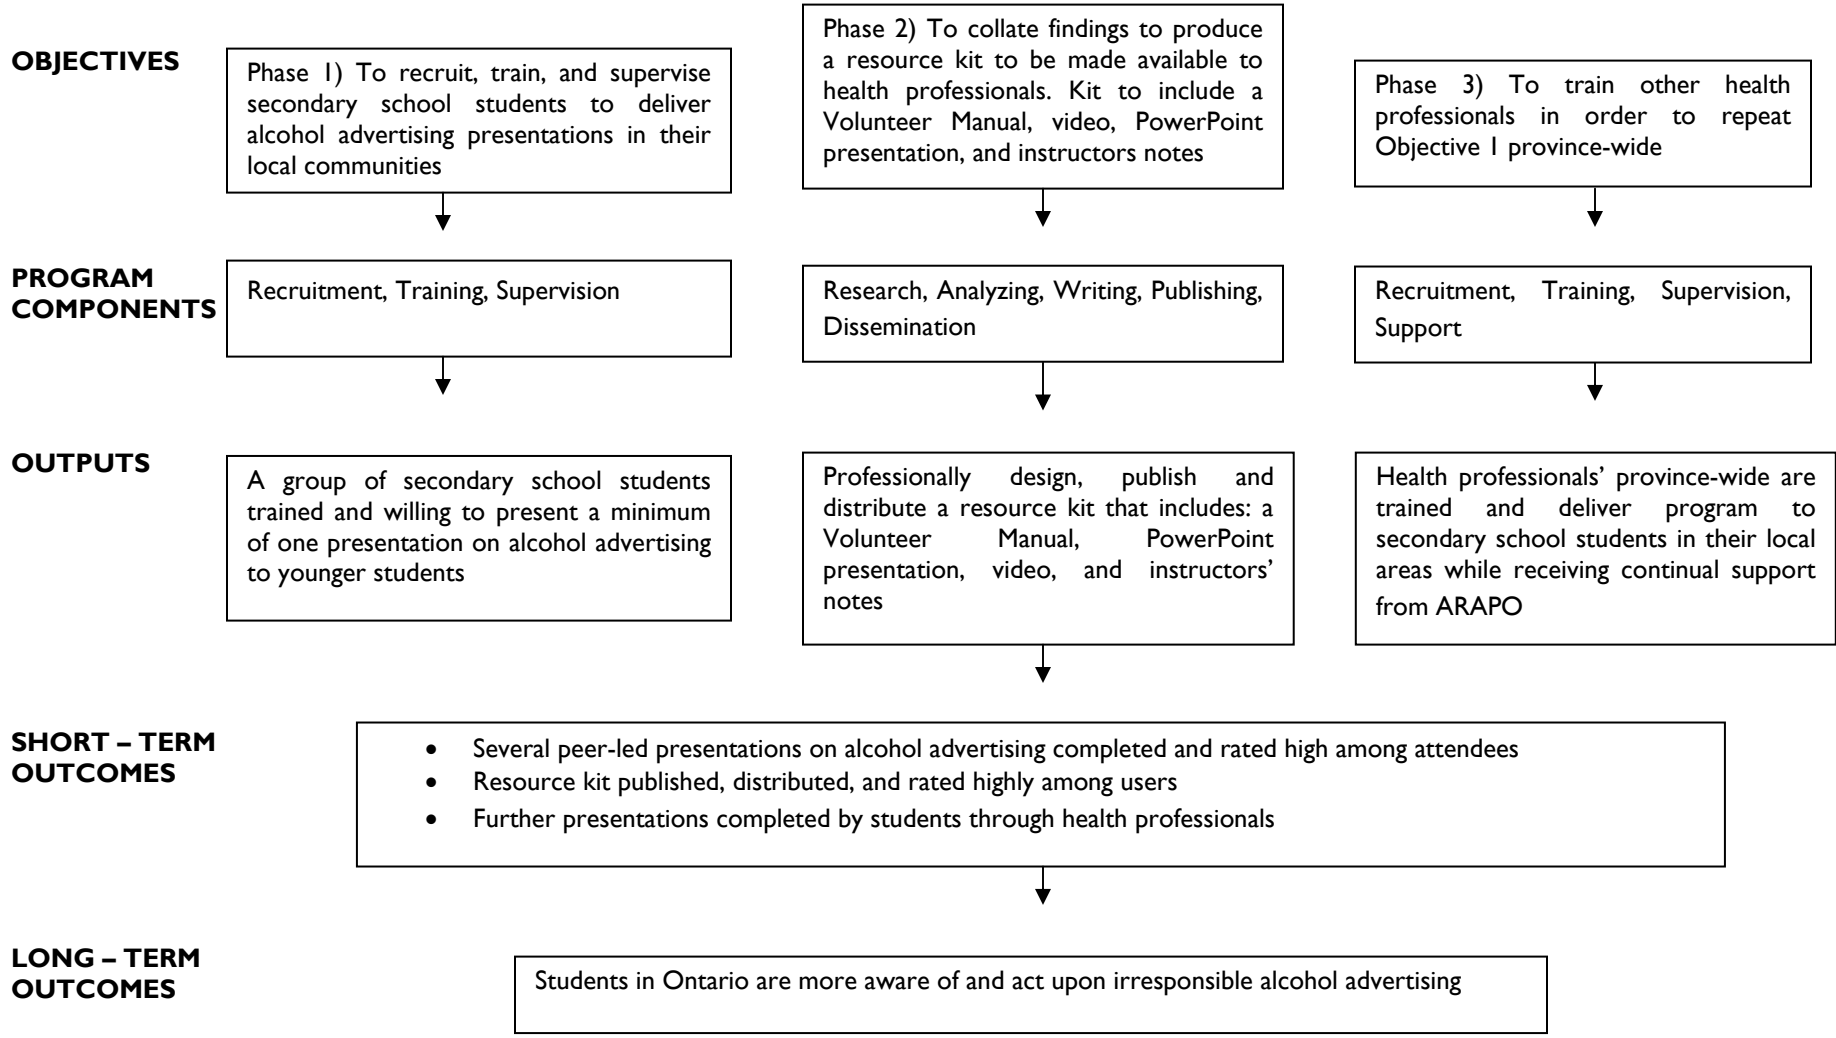 OBJECTIVES
Phase 1) To recruit, train, and supervise
secondary school students to deliver
alcohol advertising presentations in their
local communities
Phase 2) To collate findings to produce
a resource kit to be made available to
health professionals. Kit to include a
Volunteer Manual, video, PowerPoint
presentation, and instructors notes
Phase 3) To train other health
professionals in order to repeat
Objective 1 province-wide
PROGRAM
COMPONENTS
Recruitment, Training, Supervision
Research, Analyzing, Writing, Publishing,
Dissemination
Recruitment, Training, Supervision,
Support
OUTPUTS
A group of secondary school students
trained and willing to present a minimum
of one presentation on alcohol advertising
to younger students
Professionally design, publish and
distribute a resource kit that includes: a
Volunteer Manual, PowerPoint
presentation, video, and instructors’
notes
Health professionals’ province-wide are
trained and deliver program to
secondary school students in their local
areas while receiving continual support
from ARAPO
SHORT – TERM
OUTCOMES
• Several peer-led presentations on alcohol advertising completed and rated high among attendees
• Resource kit published, distributed, and rated highly among users
• Further presentations completed by students through health professionals
LONG – TERM
OUTCOMES
Students in Ontario are more aware of and act upon irresponsible alcohol advertising